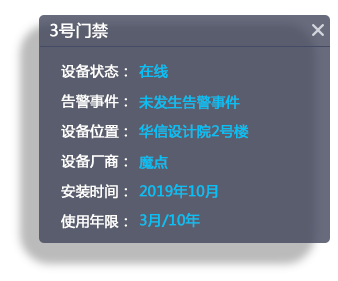 3号门禁
设备状态： 在线
告警事件： 未发生告警事件
设备位置： 华信设计院2号楼
设备厂商： 魔点
安装时间： 2019年10月
使用年限： 3月/10年